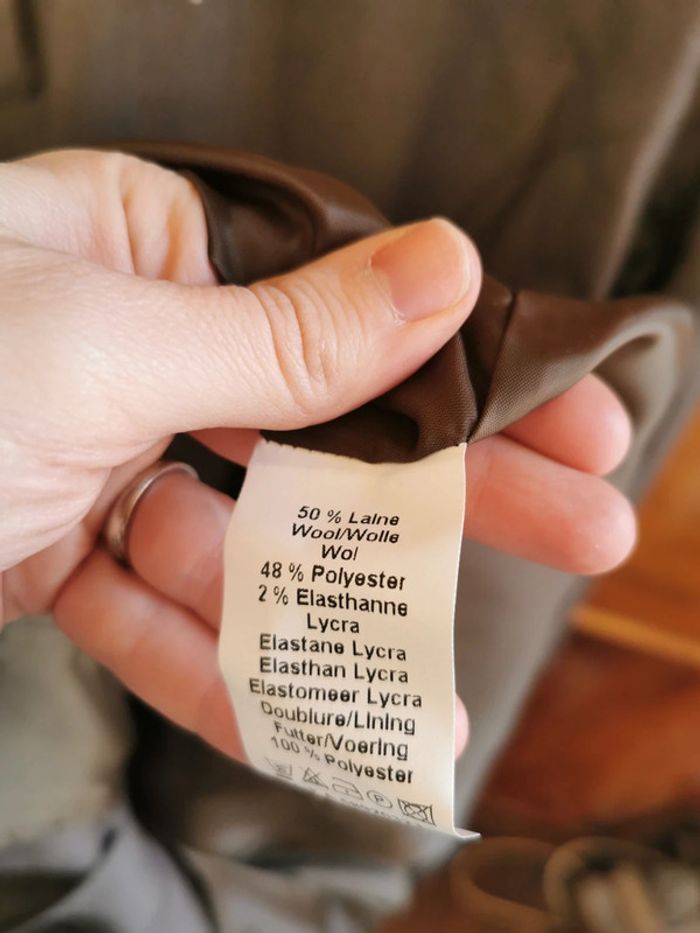 50 % Laine
Wool/Wolle
Wol
48 % Polyester
2 % Elasthanne
Lycra
Elastane Lycra
Elasthan Lycra
Elastomeer Lycra
Doublure/Lining
Futter/Voering
100 % Polyester
P